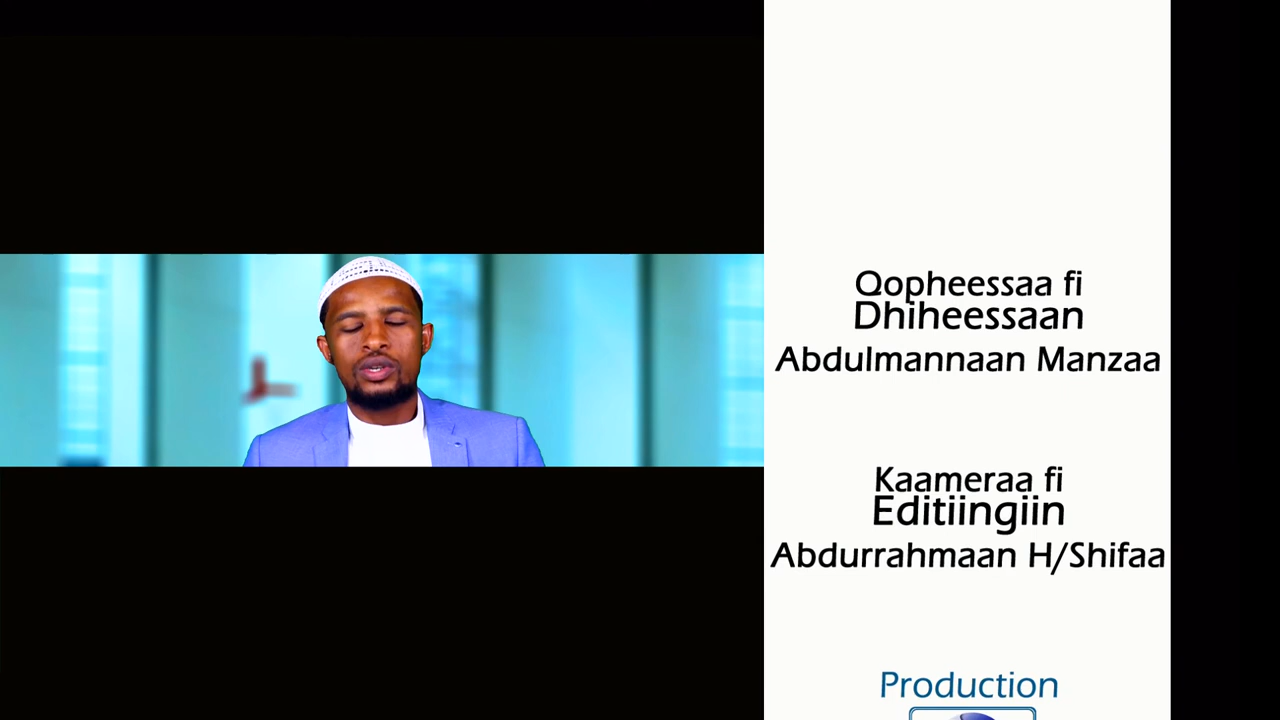 Qopheessaa fi
Dhiheessaan
Abdulmannaan Manzaa
Kaameraa fi
Editiingiin
Abdurrahmaan H/Shifaa
Production